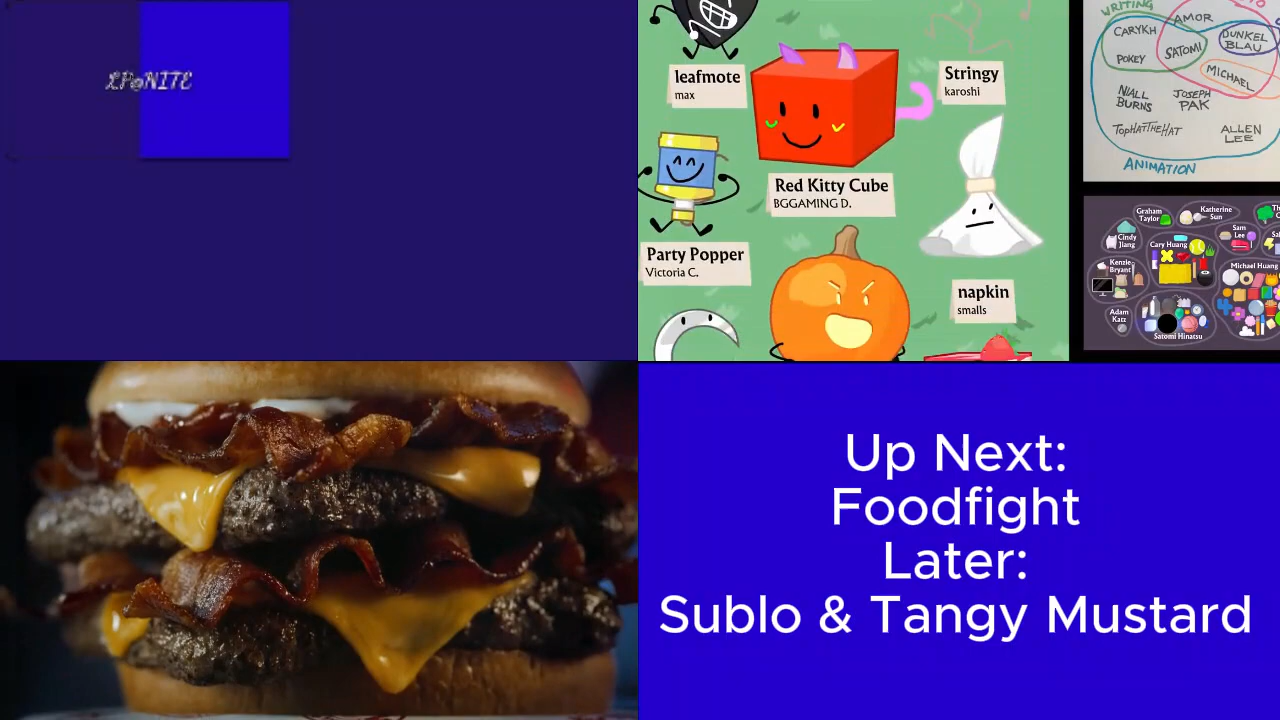 leafmote
max
Stringy
karoshi
Red Kitty Cube
BGGAMING D.
Party Popper
Victoria C.
napkin
smalls
WRITING
AMOR
CARYKH
DUNKEL
BLAU
SATOMI
POKEY
MICHAEL
NIALL
BURNS
JOSEPH
PAK
TOPHATTHEHAT
ALLEN
LEE
ANIMATION
Graham
Taylor
Katherine
Sun
Cindy
Jiang
Sam
Lee
Cary Huang
Kenzie
Bryant
Michael Huang
Adam
Katz
Satomi Hinatsu
Up Next:
Foodfight
Later:
Sublo & Tangy Mustard